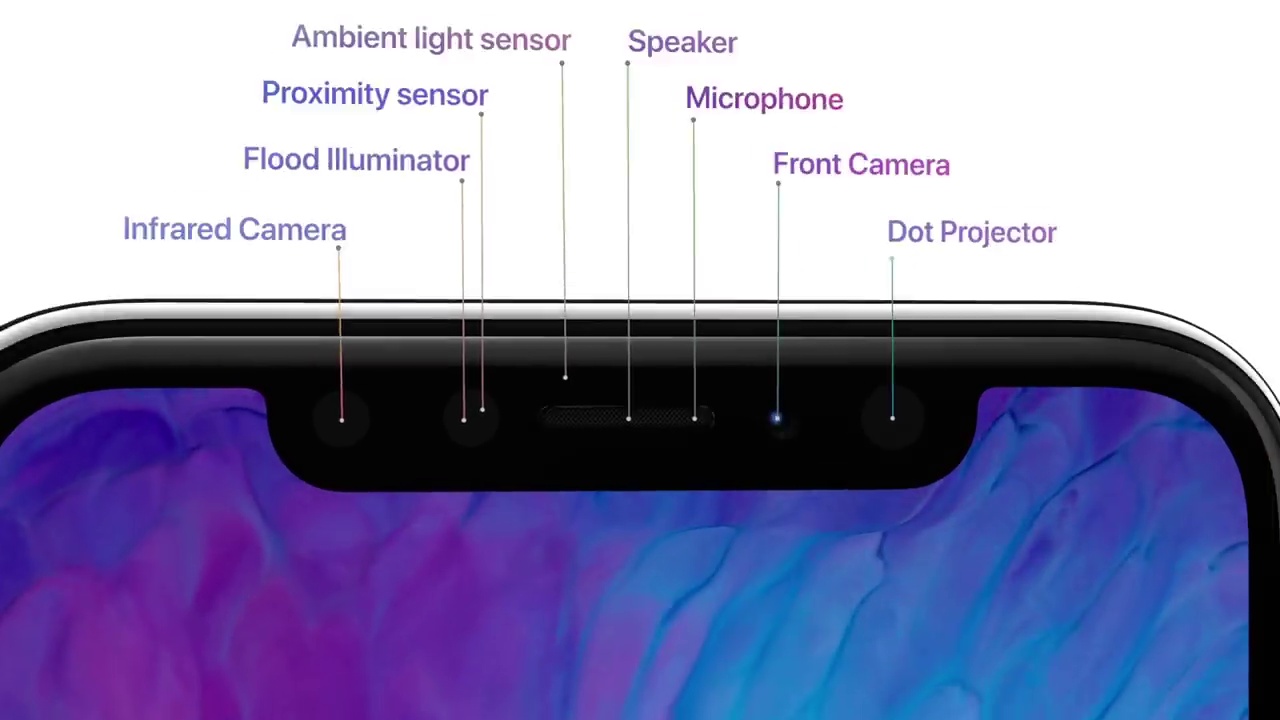 Ambient light sensor
Speaker
Proximity sensor
Microphone
Flood Illuminator
Front Camera
Infrared Camera
Dot Projector